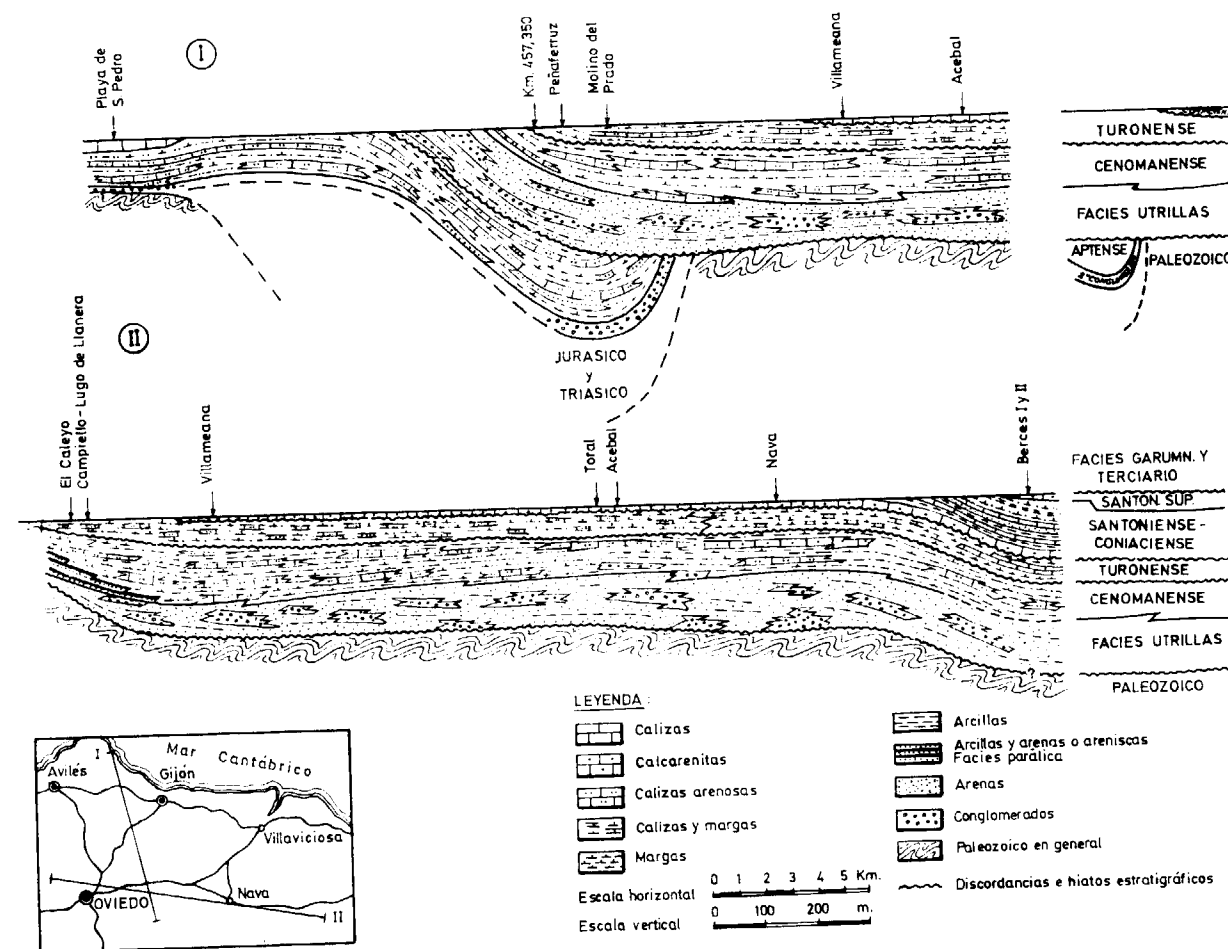 I
Playa de
S. Pedro
Km. 457,350
Peñaferruz
Molino del
Prado
Villameana
Acebal
TURONENSE
CENOMANENSE
FACIES UTRILLAS
APTENSE
PALEOZOICO
JURASICO
y
TRIASICO
II
El Caleyo
Campiello-Lugo de Llanera
Villameana
Toral
Acebal
Nava
Berces I y II
FACIES GARUMN. Y
TERCIARIO
SANTON. SUP.
SANTONIENSE-
CONIACIENSE
TURONENSE
CENOMANENSE
FACIES UTRILLAS
?
PALEOZOICO
LEYENDA :
Calizas
Calcarenitas
Calizas arenosas
Calizas y margas
Margas
Arcillas
Arcillas y arenas o areniscas
Facies parálica
Arenas
Conglomerados
Paleozoico en general
Discordancias e hiatos estratigráficos
Escala horizontal
0 1 2 3 4 5 Km.
Escala vertical
0 100 200 m.
I
Mar Cantábrico
Avilés
Gijón
Villaviciosa
OVIEDO
Nava
II